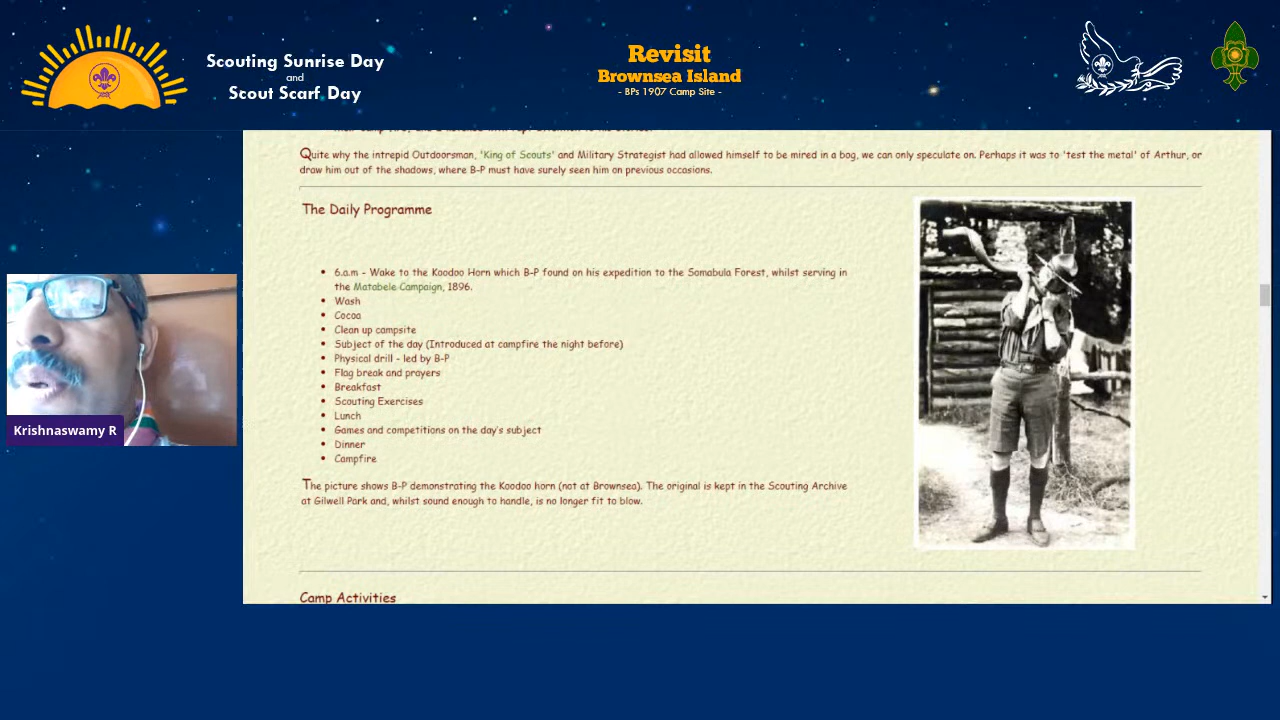 Scouting Sunrise Day
and
Scout Scarf Day
Revisit
Brownsea Island
- BPs 1907 Camp Site -
Quite why the intrepid Outdoorsman, 'King of Scouts' and Military Strategist had allowed himself to be mired in a bog, we can only speculate on. Perhaps it was to 'test the metal' of Arthur, or
draw him out of the shadows, where B-P must have surely seen him on previous occasions.
The Daily Programme
• 6.a.m - Wake to the Koodoo Horn which B-P found on his expedition to the Somabula Forest, whilst serving in
the Matabele Campaign, 1896.
• Wash
• Cocoa
• Clean up campsite
• Subject of the day (Introduced at campfire the night before)
• Physical drill - led by B-P
• Flag break and prayers
• Breakfast
• Scouting Exercises
• Lunch
• Games and competitions on the day's subject
• Dinner
• Campfire
The picture shows B-P demonstrating the Koodoo horn (not at Brownsea). The original is kept in the Scouting Archive
at Gilwell Park and, whilst sound enough to handle, is no longer fit to blow.
Camp Activities
Krishnaswamy R